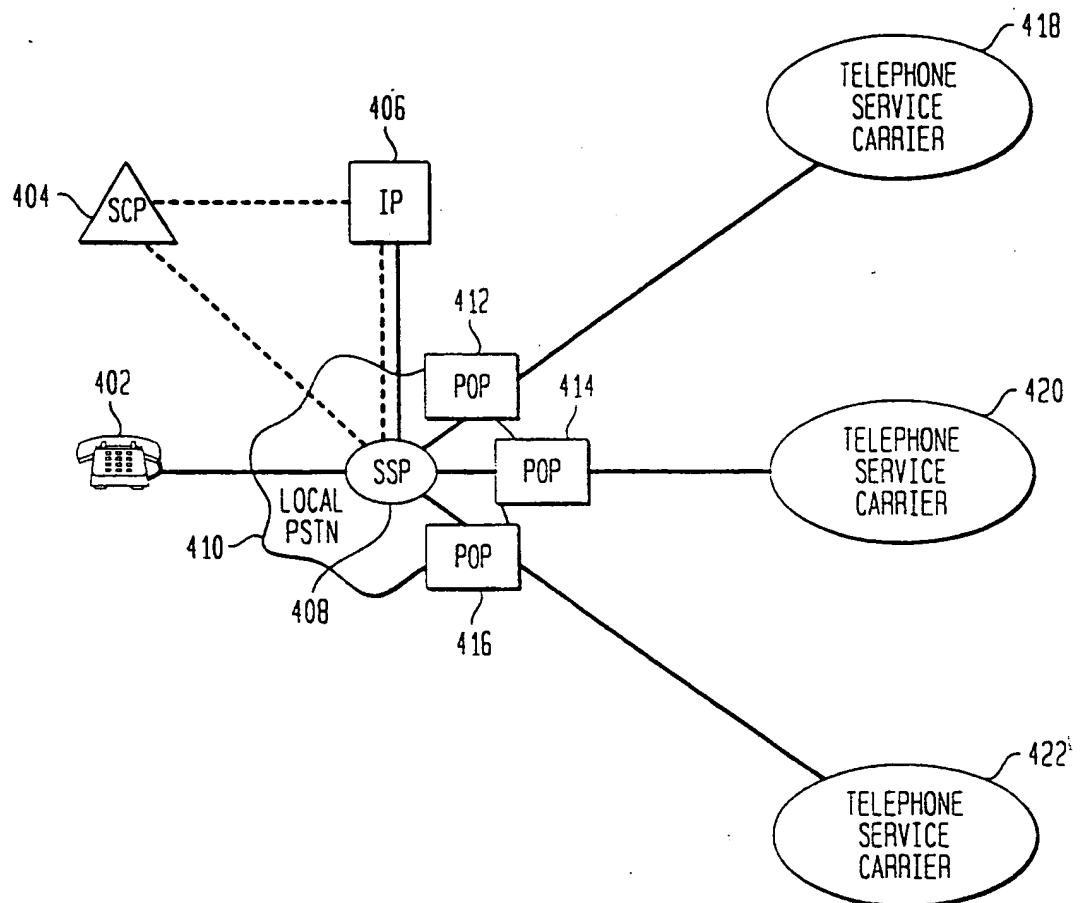 418
TELEPHONE
SERVICE
CARRIER
406
IP
404
SCP
412
POP
414
POP
402
420
TELEPHONE
SERVICE
CARRIER
SSP
LOCAL
PSTN
410
408
POP
416
422
TELEPHONE
SERVICE
CARRIER